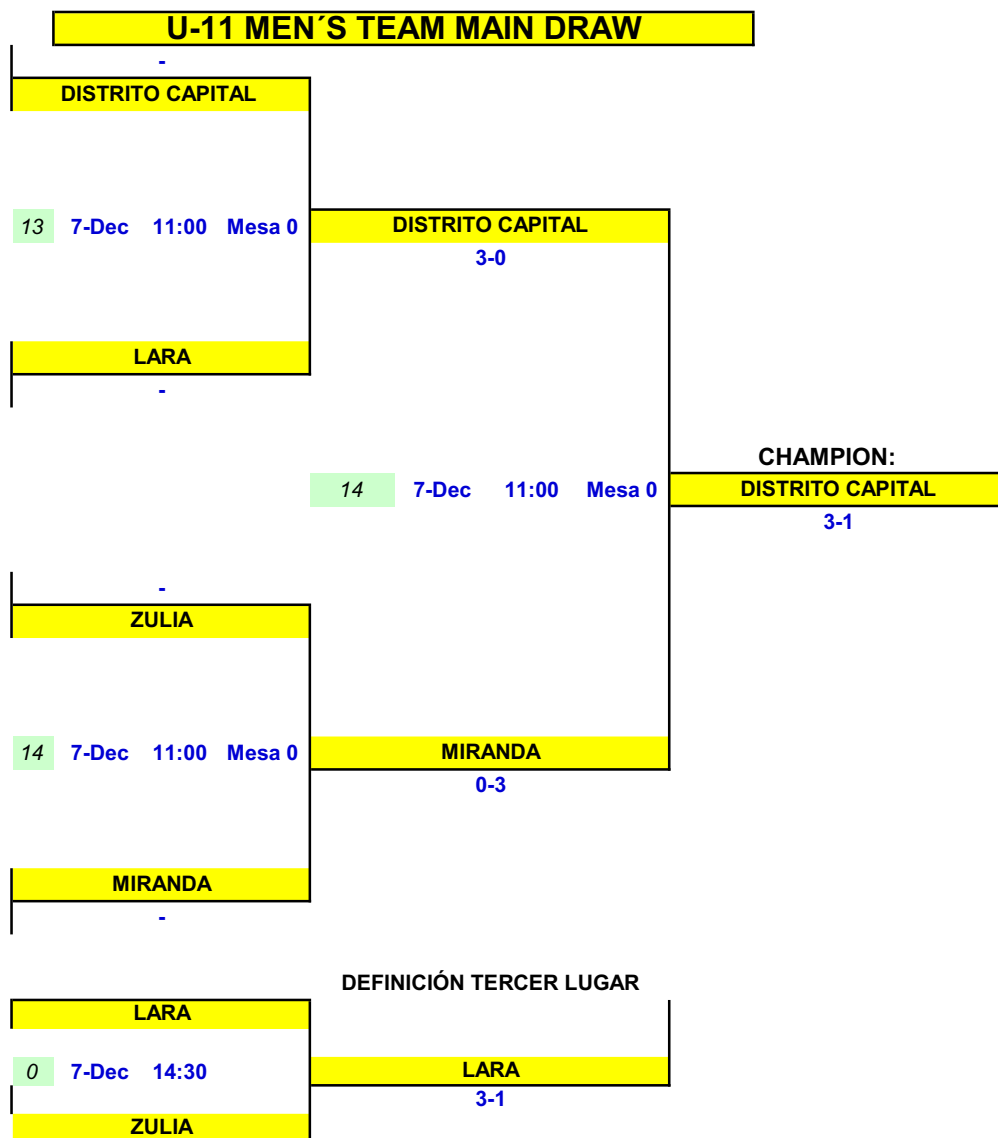 U-11 MEN´S TEAM MAIN DRAW
-
DISTRITO CAPITAL
13 7-Dec 11:00 Mesa 0
DISTRITO CAPITAL
3-0
LARA
-
CHAMPION:
14 7-Dec 11:00 Mesa 0
DISTRITO CAPITAL
3-1
-
ZULIA
14 7-Dec 11:00 Mesa 0
MIRANDA
0-3
MIRANDA
-
DEFINICIÓN TERCER LUGAR
LARA
0 7-Dec 14:30
LARA
3-1
ZULIA